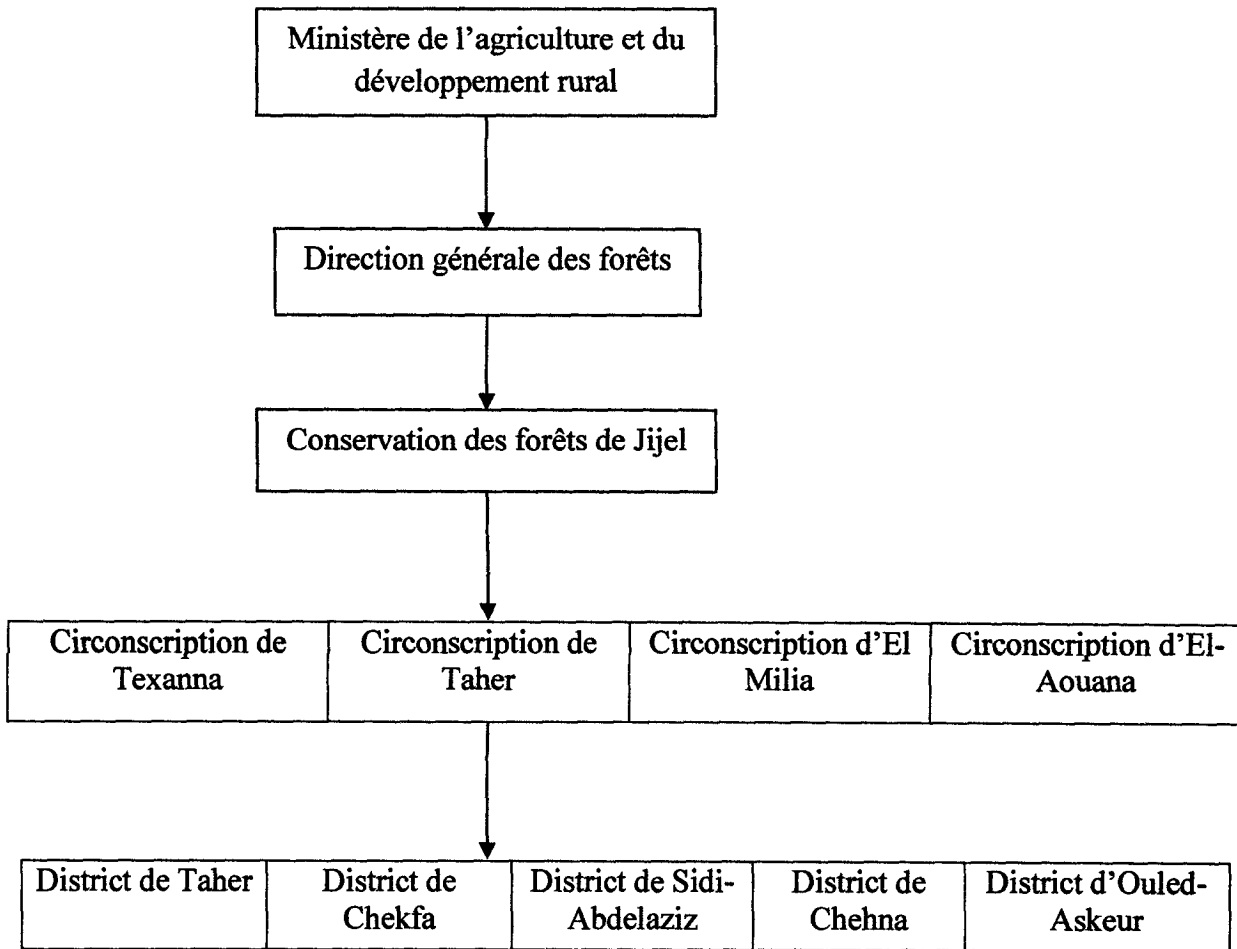 Ministère de l’agriculture et du
développement rural
Direction générale des forêts
Conservation des forêts de Jijel
Circonscription de
Texanna
Circonscription de
Taher
Circonscription d’El
Milia
Circonscription d’El-
Aouana
District de Taher
District de
Chekfa
District de Sidi-
Abdelaziz
District de
Chehna
District d’Ouled-
Askeur